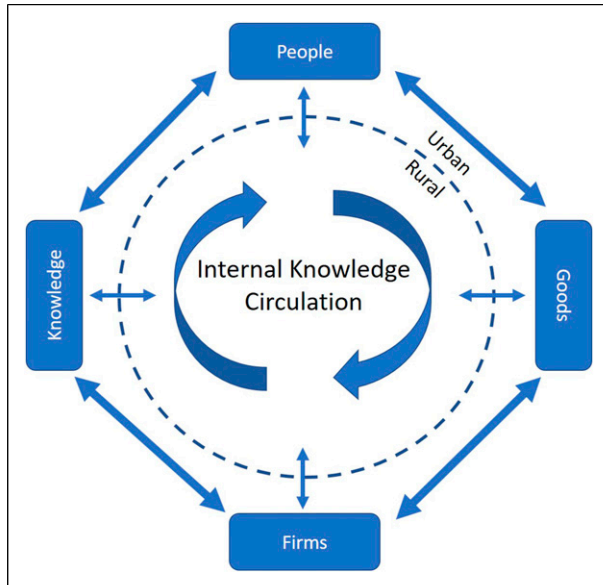 People
Urban
Rural
Knowledge
Internal Knowledge
Circulation
Goods
Firms